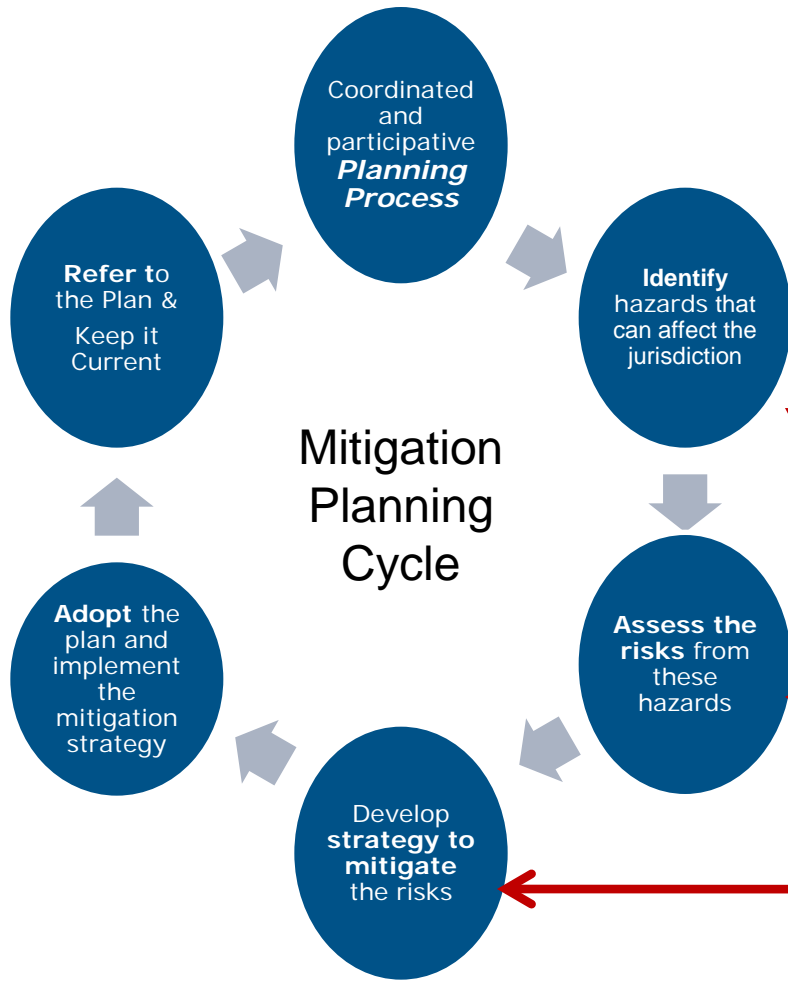 Coordinated
and
participative
Planning
Process
Identify
hazards that
can affect the
jurisdiction
Assess the
risks from
these
hazards
Develop
strategy to
mitigate
the risks
Adopt the
plan and
implement
the
mitigation
strategy
Refer to
the Plan &
Keep it
Current
Mitigation
Planning
Cycle